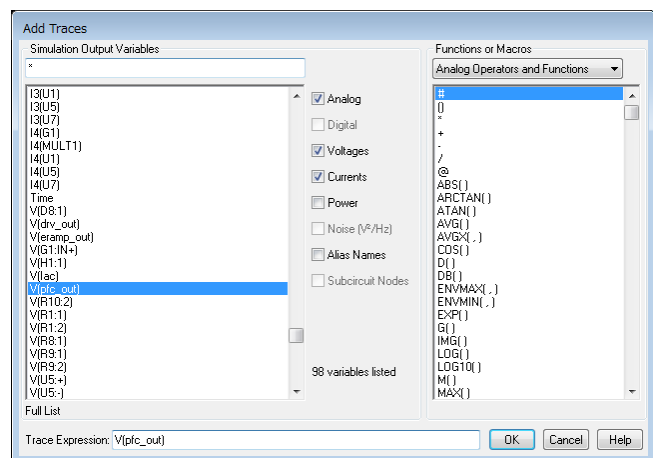 Add Traces
Simulation Output Variables
*
I3(U1)
I3(U5)
I3(U7)
I4(G1)
I4(MULT1)
I4(U1)
I4(U5)
I4(U7)
Time
V(D8:1)
V(drv_out)
V(eramp_out)
V(G1:IN+)
V(H1:1)
V(Iac)
V(pfc_out)
V(R10:2)
V(R1:1)
V(R1:2)
V(R8:1)
V(R9:1)
V(R9:2)
V(U5:+)
V(U5:-)
Full List
Analog
Digital
Voltages
Currents
Power
Noise (V²/Hz)
Alias Names
Subcircuit Nodes
98 variables listed
Functions or Macros
Analog Operators and Functions
#
()
*
+
-
/
@
ABS( )
ARCTAN( )
ATAN( )
AVG( )
AVGX( , )
COS( )
D( )
DB( )
ENVMAX( , )
ENVMIN( , )
EXP( )
G( )
IMG( )
LOG( )
LOG10( )
M( )
MAX( )
Trace Expression: V(pfc_out)
OK
Cancel
Help